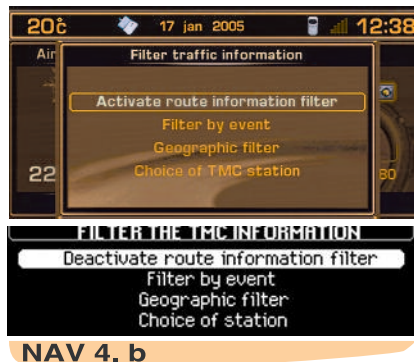 20°c 17 jan 2005 12:38
Air
Filter traffic information
Activate route information filter
Filter by event
Geographic filter
Choice of TMC station
22
80
FILTER THE TMC INFORMATION
Deactivate route information filter
Filter by event
Geographic filter
Choice of station
NAV 4. b